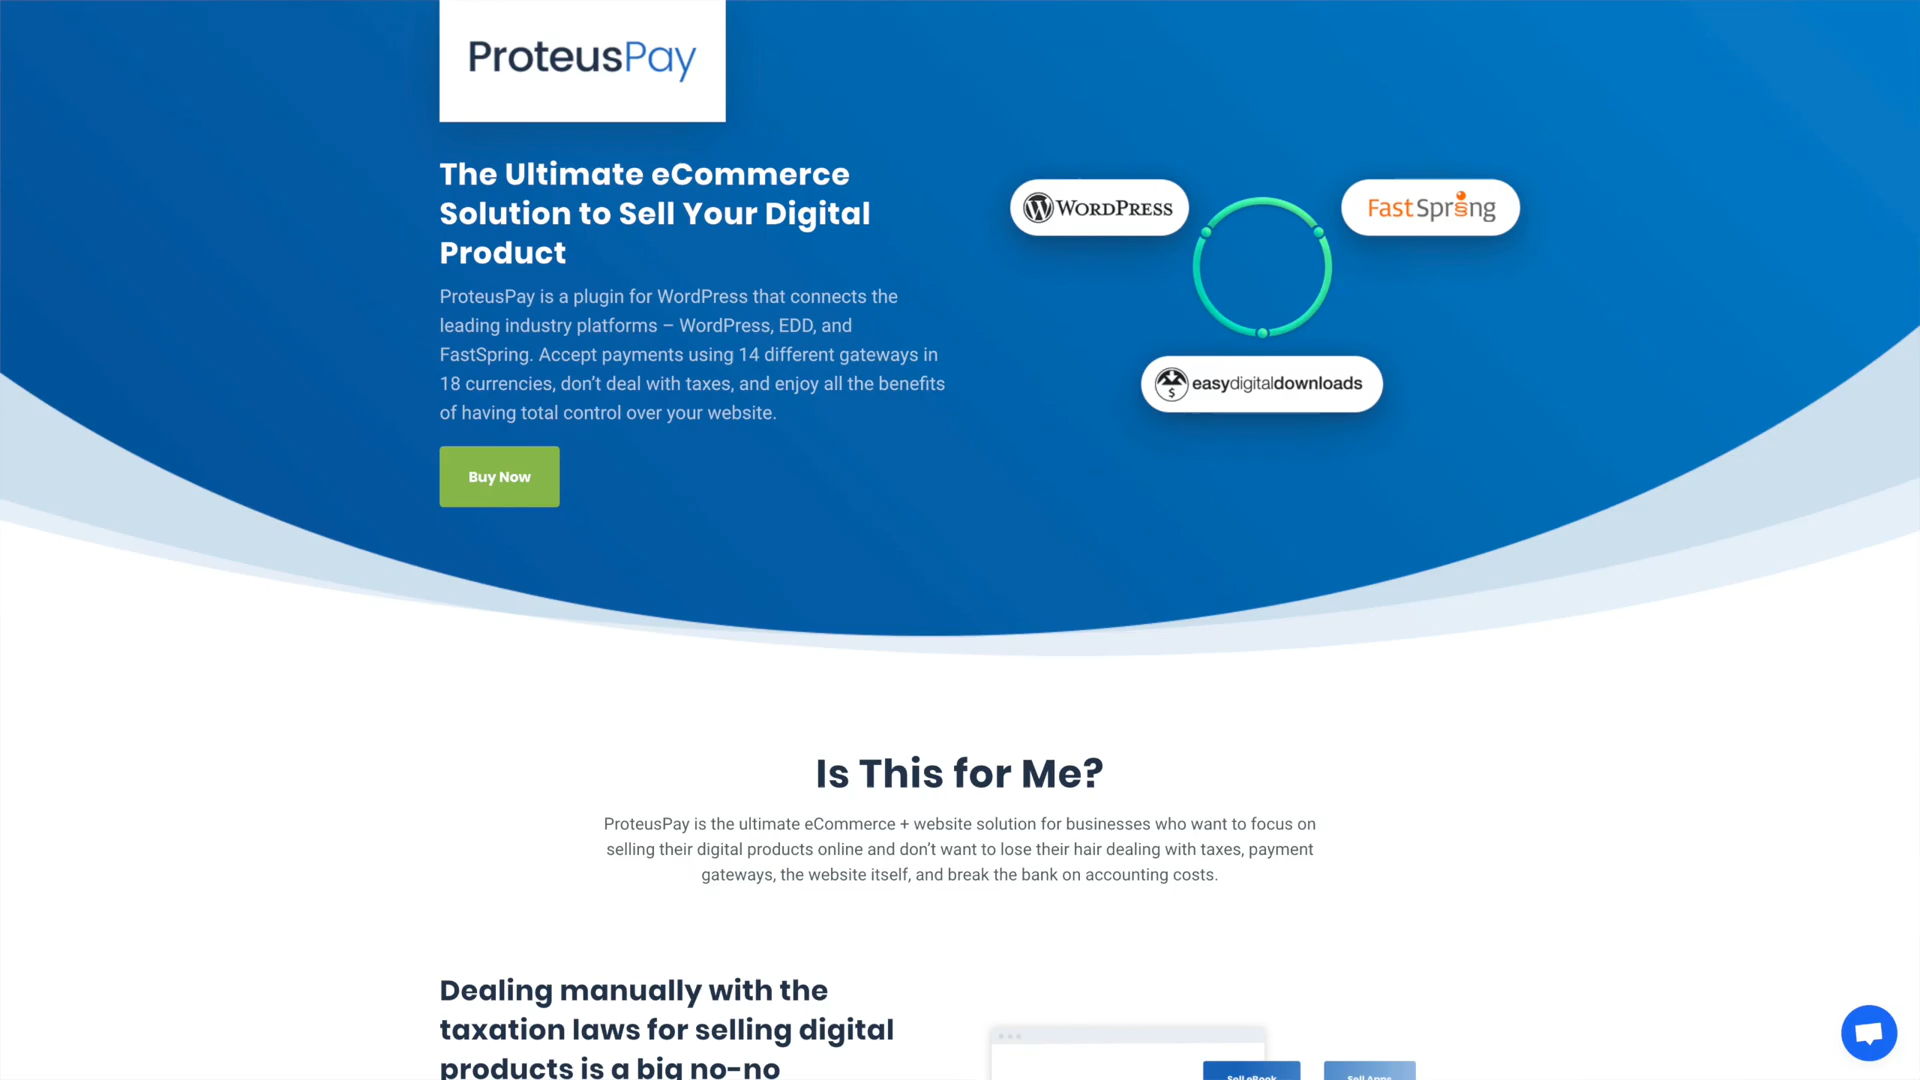 ProteusPay
The Ultimate eCommerce
Solution to Sell Your Digital
Product
ProteusPay is a plugin for WordPress that connects the
leading industry platforms – WordPress, EDD, and
FastSpring. Accept payments using 14 different gateways in
18 currencies, don’t deal with taxes, and enjoy all the benefits
of having total control over your website.
Buy Now
WORDPRESS
FastSpring
easydigitaldownloads
Is This for Me?
ProteusPay is the ultimate eCommerce + website solution for businesses who want to focus on
selling their digital products online and don’t want to lose their hair dealing with taxes, payment
gateways, the website itself, and break the bank on accounting costs.
Dealing manually with the
taxation laws for selling digital
products is a big no-no
Sell eBook
Sell Apps